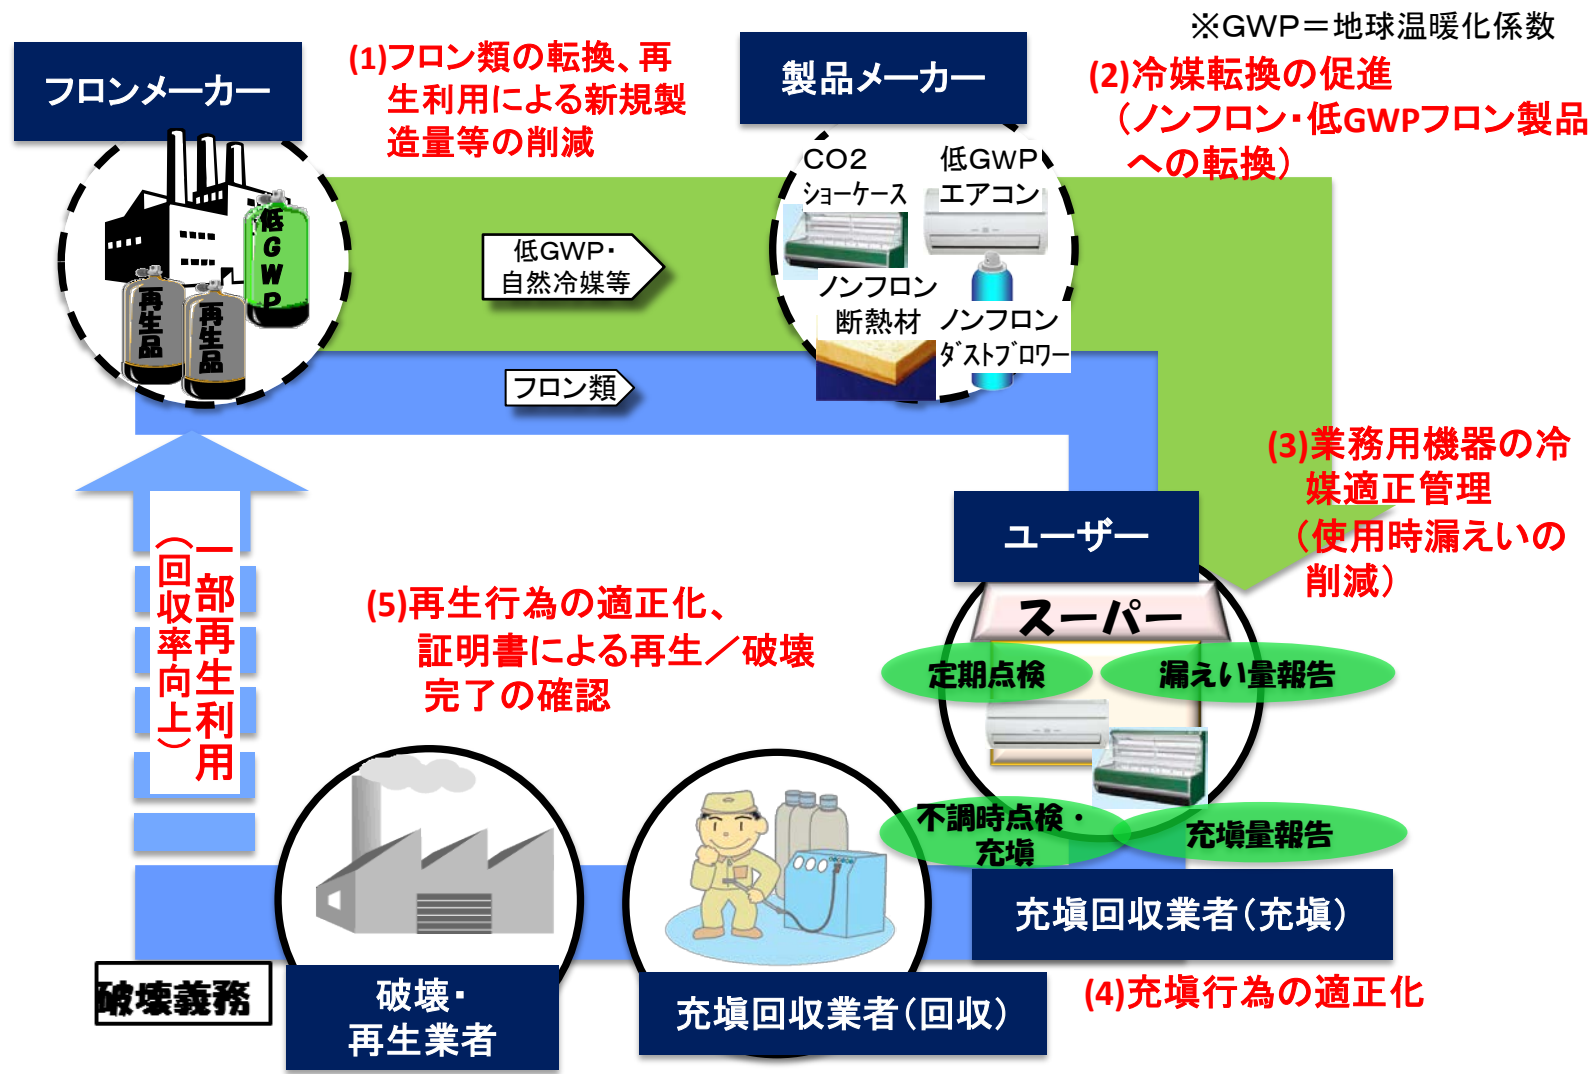 ※GWP＝地球温暖化係数
フロンメーカー
(1)フロン類の転換、再
生利用による新規製
造量等の削減
製品メーカー
(2)冷媒転換の促進
（ノンフロン・低GWPフロン製品
への転換）
低GWP
再生品
再生品
低GWP・
自然冷媒等
フロン類
CO2
ショーケース
低GWP
エアコン
ノンフロン
断熱材
ノンフロン
ダストブロワー
(3)業務用機器の冷
媒適正管理
（使用時漏えいの
削減）
ユーザー
スーパー
定期点検
漏えい量報告
不調時点検・
充塡
充塡量報告
一部再生利用
（回収率向上）
(5)再生行為の適正化、
証明書による再生／破壊
完了の確認
充塡回収業者（充塡）
(4)充塡行為の適正化
充塡回収業者（回収）
破壊・
再生業者
破壊義務